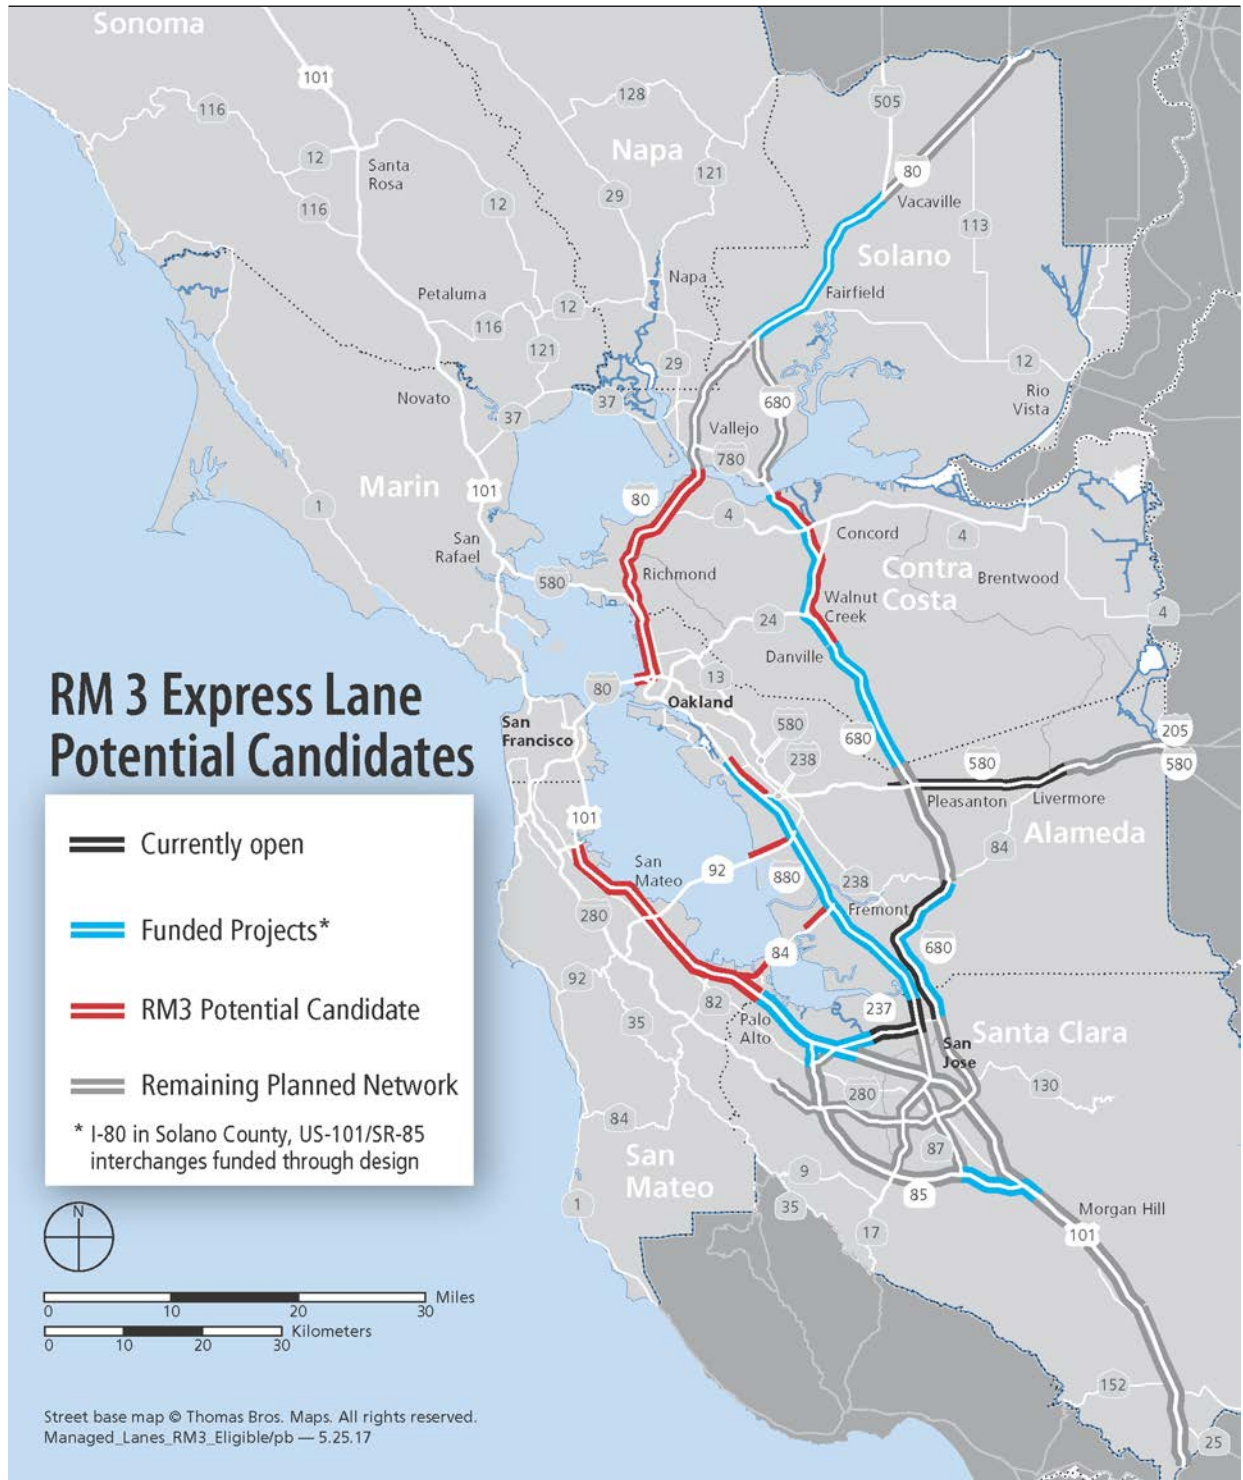 Sonoma
101
116
12
Santa
Rosa
116
12
128
Napa
121
29
505
80
Vacaville
113
Solano
Napa
Fairfield
Petaluma
116
12
121
29
12
Rio
Vista
Novato
37
37
680
Vallejo
780
Marin
101
1
80
4
Concord
4
San
Rafael
580
Richmond
Contra
Costa
Brentwood
4
Walnut
Creek
24
Danville
13
80
Oakland
San
Francisco
580
238
680
580
205
580
Pleasanton
Livermore
Alameda
84
RM 3 Express Lane
Potential Candidates
Currently open
Funded Projects*
RM3 Potential Candidate
Remaining Planned Network
* I-80 in Solano County, US-101/SR-85
interchanges funded through design
101
San
Mateo
92
880
238
280
Fremont
680
84
92
82
35
Palo
Alto
237
San
Jose
Santa Clara
130
280
84
87
San
Mateo
9
85
35
17
1
Morgan Hill
101
152
25
N
Miles
0 10 20 30
Kilometers
0 10 20 30
Street base map © Thomas Bros. Maps. All rights reserved.
Managed_Lanes_RM3_Eligible/pb — 5.25.17